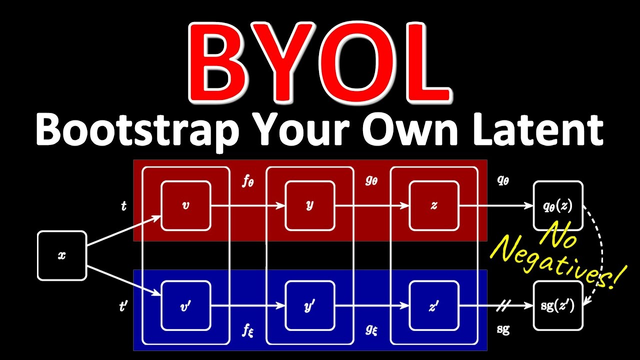 BYOL
Bootstrap Your Own Latent
t
v
fθ
y
gθ
z
qθ
qθ(z)
x
No
Negatives!
t′
v′
fξ
y′
gξ
z′
//
sg
sg(z′)